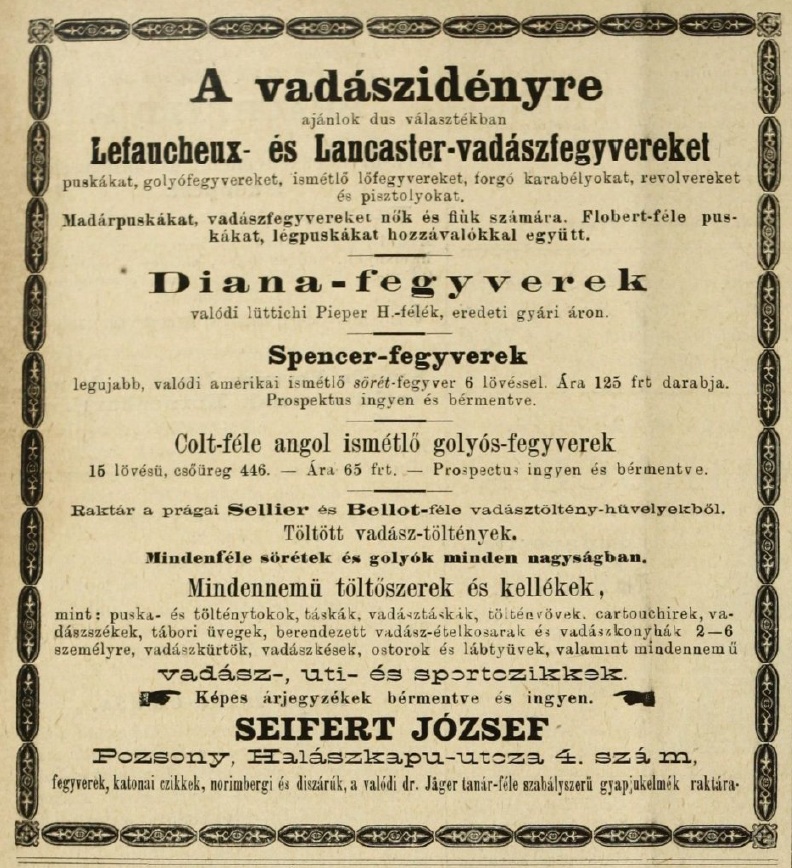 A vadászidényre
ajánlok dus választékban
Lefaucheux- és Lancaster-vadászfegyvereket
puskákat, golyófegyvereket, ismétlő lőfegyvereket, forgó karabélyokat, revolvereket
és pisztolyokat.
Madárpuskákat, vadászfegyvereket nők és fiúk számára. Flobert-féle pus-
kákat, légpuskákat hozzávalókkal együtt.
Diana-fegyverek
valódi lüttichi Pieper H.-félék, eredeti gyári áron.
Spencer-fegyverek
legujabb, valódi amerikai ismétlő sörét-fegyver 6 lövéssel. Ára 125 frt darabja.
Prospektus ingyen és bérmentve.
Colt-féle angol ismétlő golyós-fegyverek
15 lövésü, csőüreg 446. — Ára 65 frt. — Prospectus ingyen és bérmentve.
Raktár a prágai Sellier és Bellot-féle vadásztöltény-hüvelyekből.
Töltött vadász-töltények.
Mindenféle sörétek és golyók minden nagyságban.
Mindennemü töltőszerek és kellékek,
mint: puska- és tölténytokok, táskák, vadásztáskák, töltényövek, cartouchirek, va-
dászszékek, tábori üvegek, berendezett vadász-ételkosarak és vadászkonyhák 2—6
személyre, vadászkürtök, vadászkések, ostorok és lábtyüvek, valamint mindennemű
vadász-, uti- és sportczikkek.
Képes árjegyzékek bérmentve és ingyen.
SEIFERT JÓZSEF
Pozsony, Halászkapu-utcza 4. szám,
fegyverek, katonai czikkek, norimbergi és diszárúk, a valódi dr. Jäger tanár-féle szabályszerű gyapjukelmék raktára-